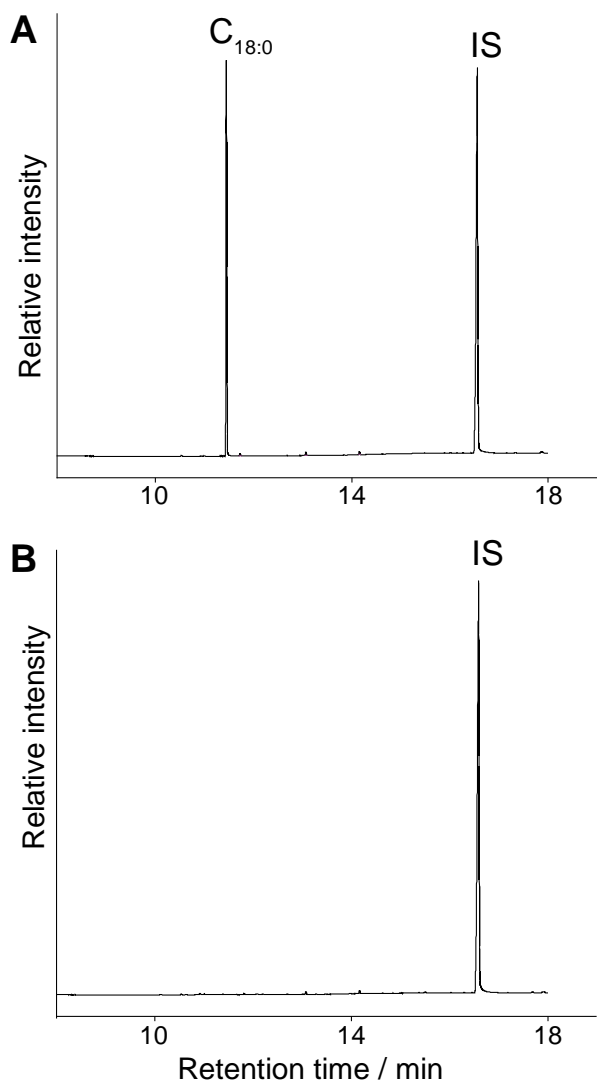 A
C18:0
IS
Relative intensity
10 14 18
B
IS
Relative intensity
10 14 18
Retention time / min